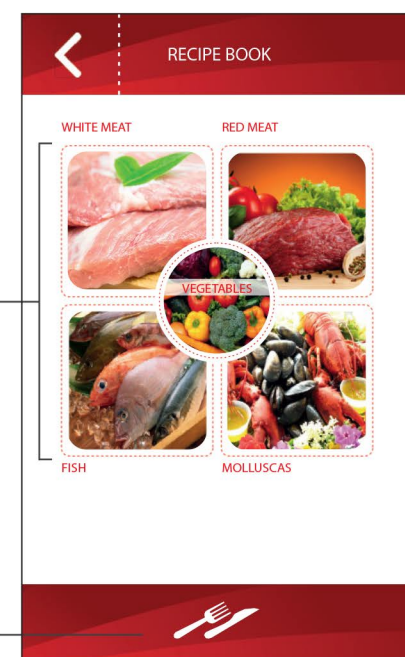 RECIPE BOOK
WHITE MEAT
RED MEAT
VEGETABLES
FISH
MOLLUSCAS